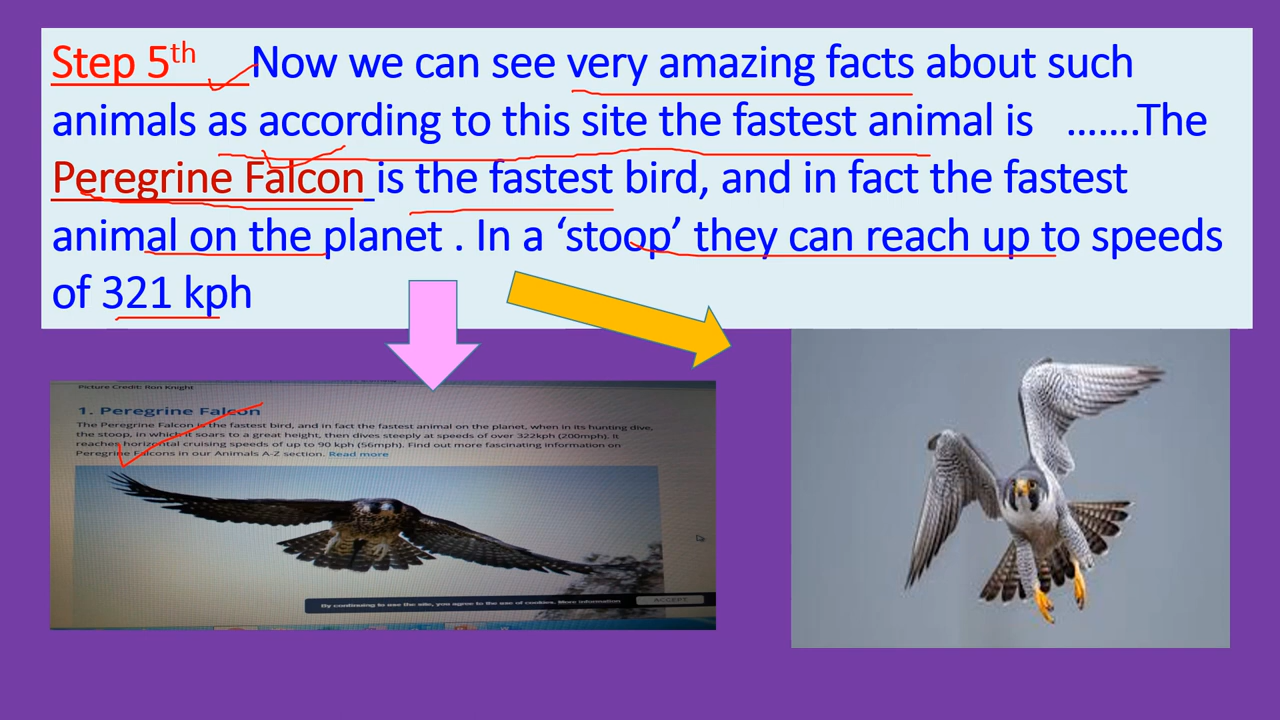 Step 5th Now we can see very amazing facts about such
animals as according to this site the fastest animal is .......The
Peregrine Falcon is the fastest bird, and in fact the fastest
animal on the planet . In a ‘stoop’ they can reach up to speeds
of 321 kph
Picture Credit: Ron Knight
1. Peregrine Falcon
The Peregrine Falcon is the fastest bird, and in fact the fastest animal on the planet, when in its hunting dive,
the stoop, in which it soars to a great height, then dives steeply at speeds of over 322kph (200mph). It
reaches horizontal cruising speeds of up to 90 kph (56mph). Find out more fascinating information on
Peregrine Falcons in our Animals A-Z section. Read more
By continuing to use the site, you agree to the use of cookies. More information ACCEPT